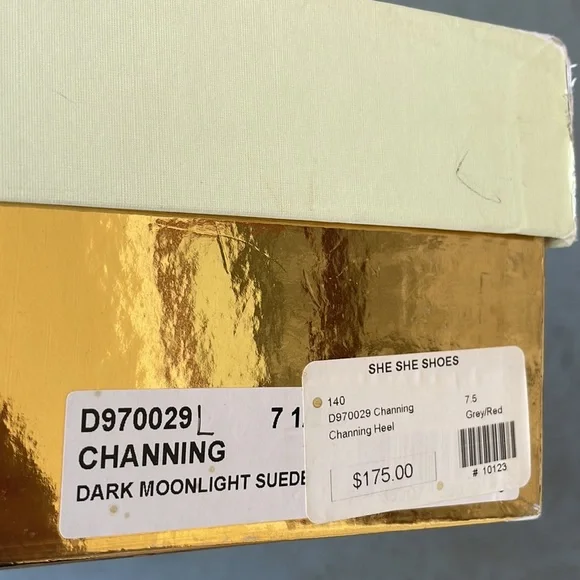 D970029L 7 1/
CHANNING
DARK MOONLIGHT SUEDE
SHE SHE SHOES
140 7.5
D970029 Channing Grey/Red
Channing Heel
$175.00
# 10123